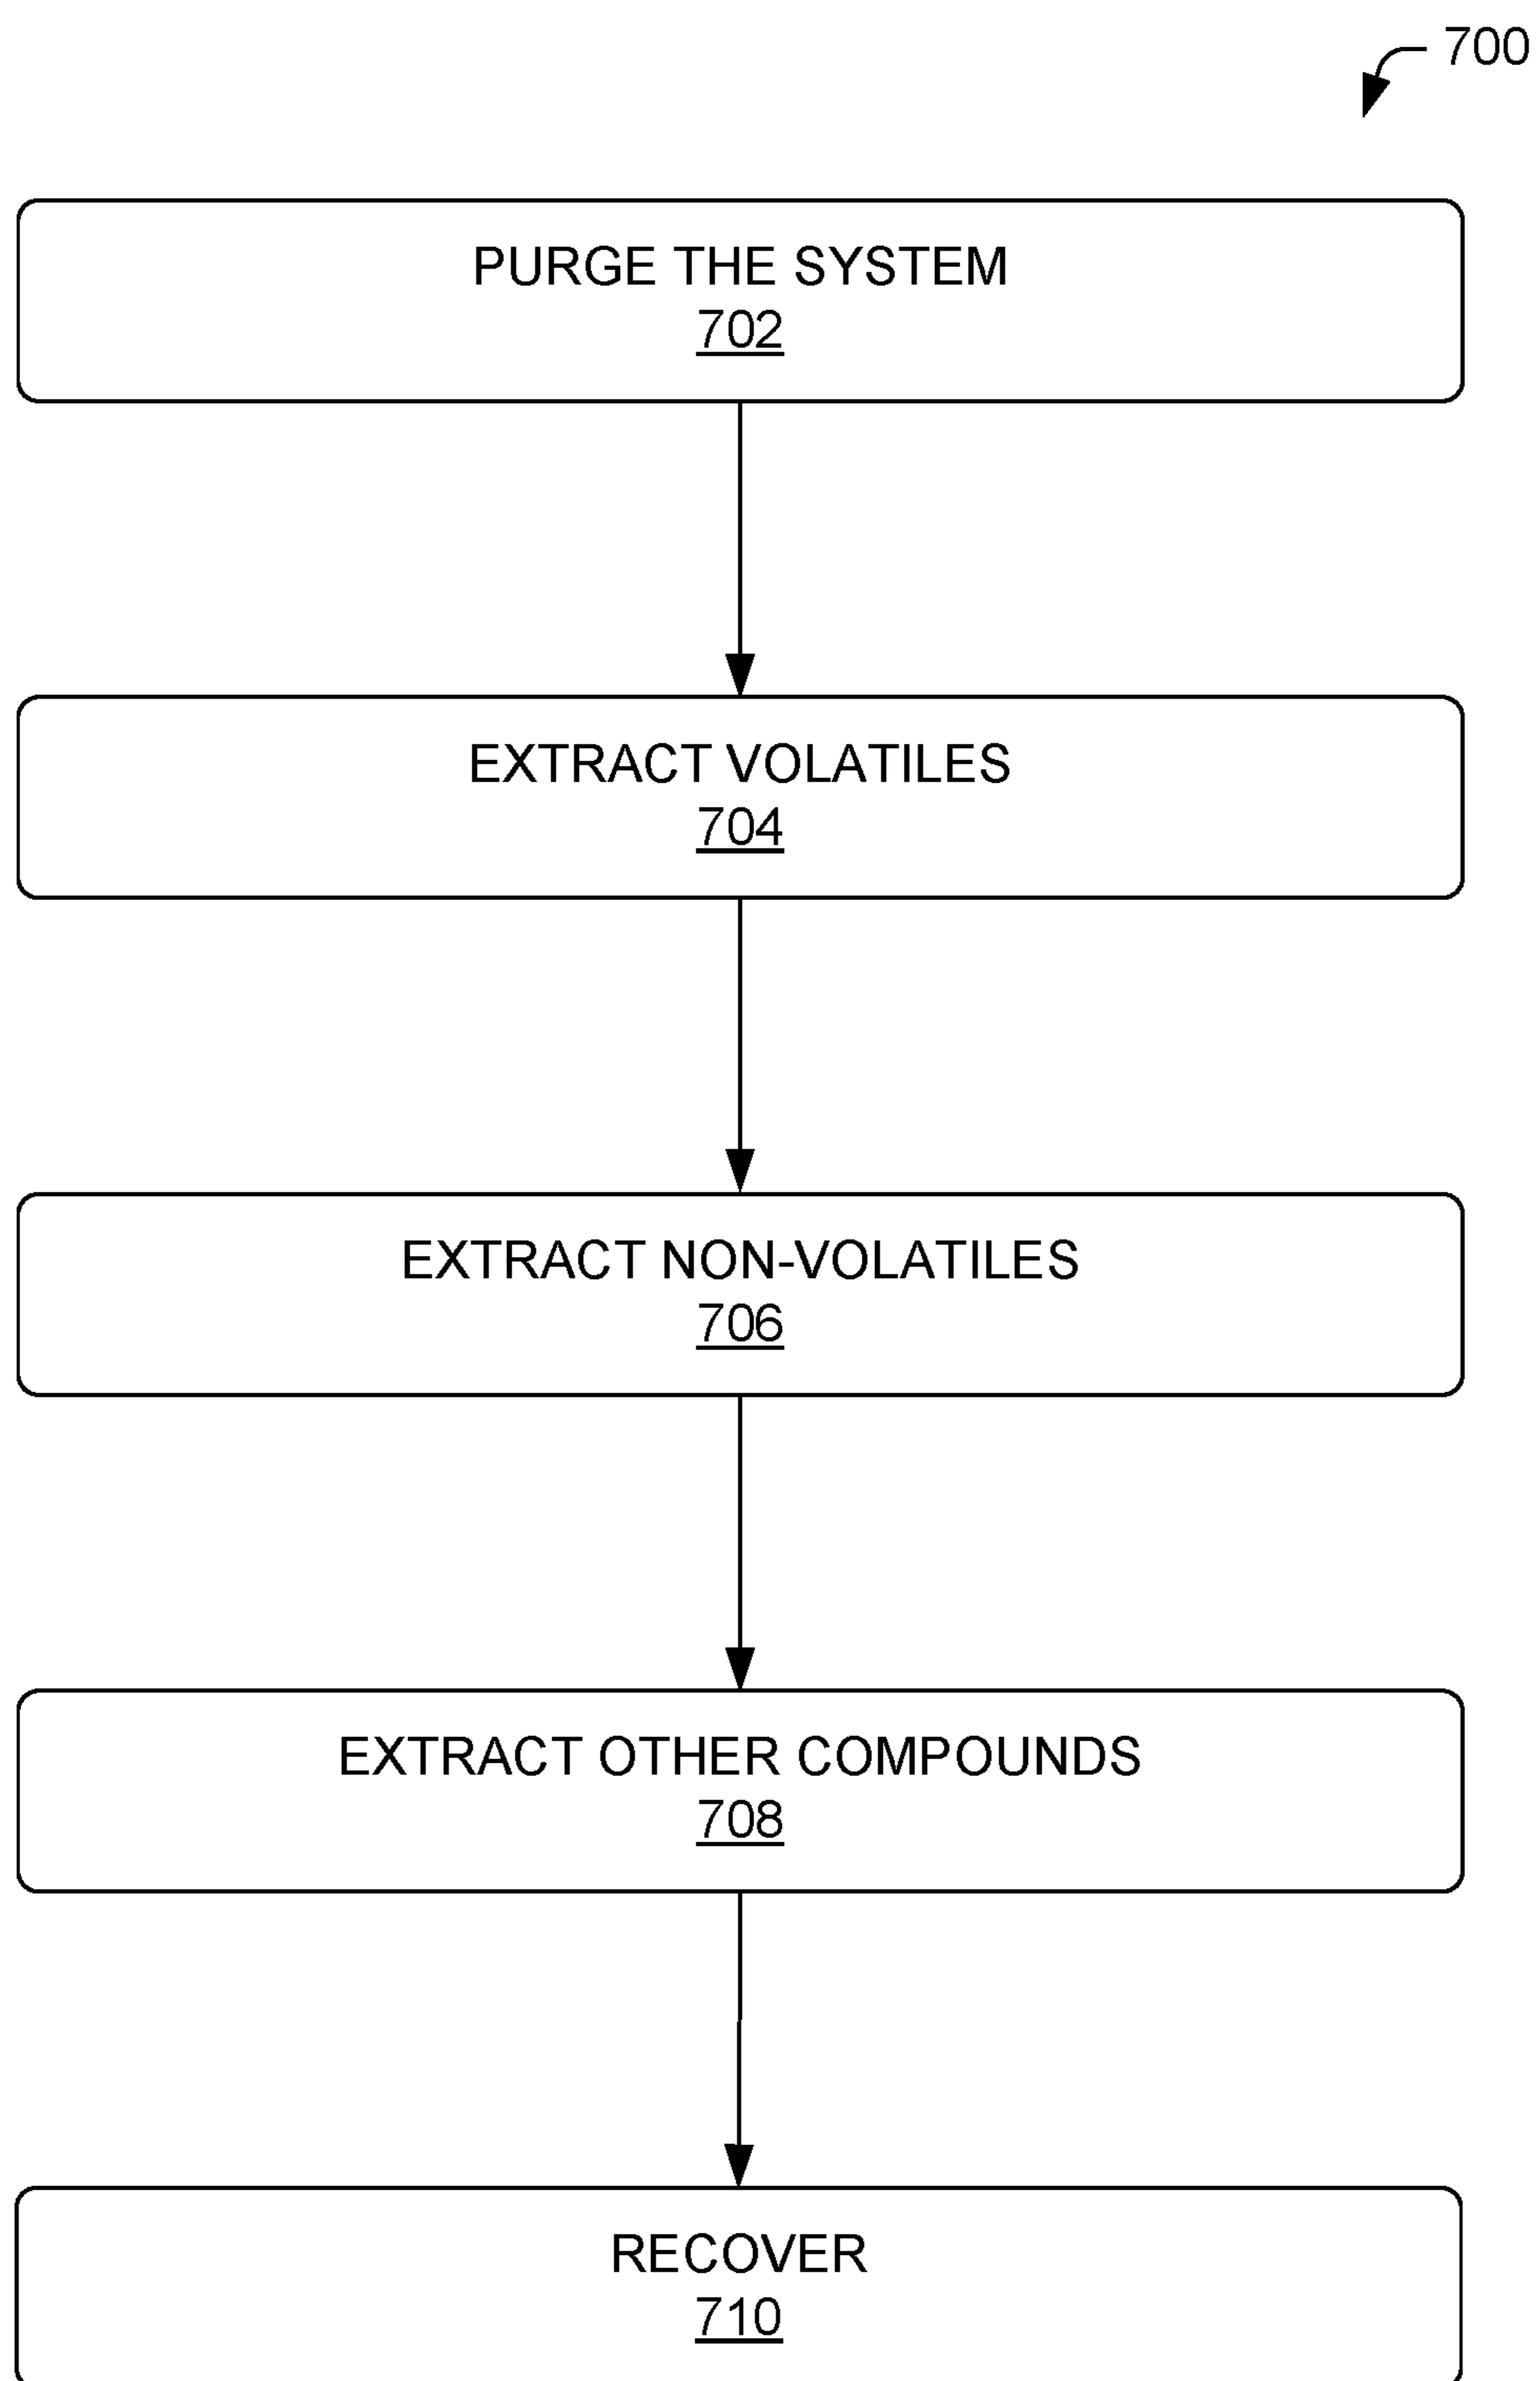 700
PURGE THE SYSTEM
702
EXTRACT VOLATILES
704
EXTRACT NON-VOLATILES
706
EXTRACT OTHER COMPOUNDS
708
RECOVER
710